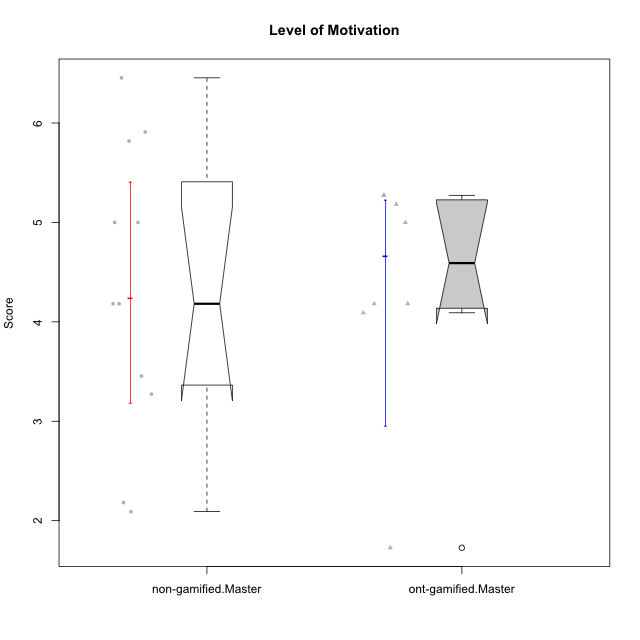 Level of Motivation
Score
6
5
4
3
2
non-gamified.Master
ont-gamified.Master